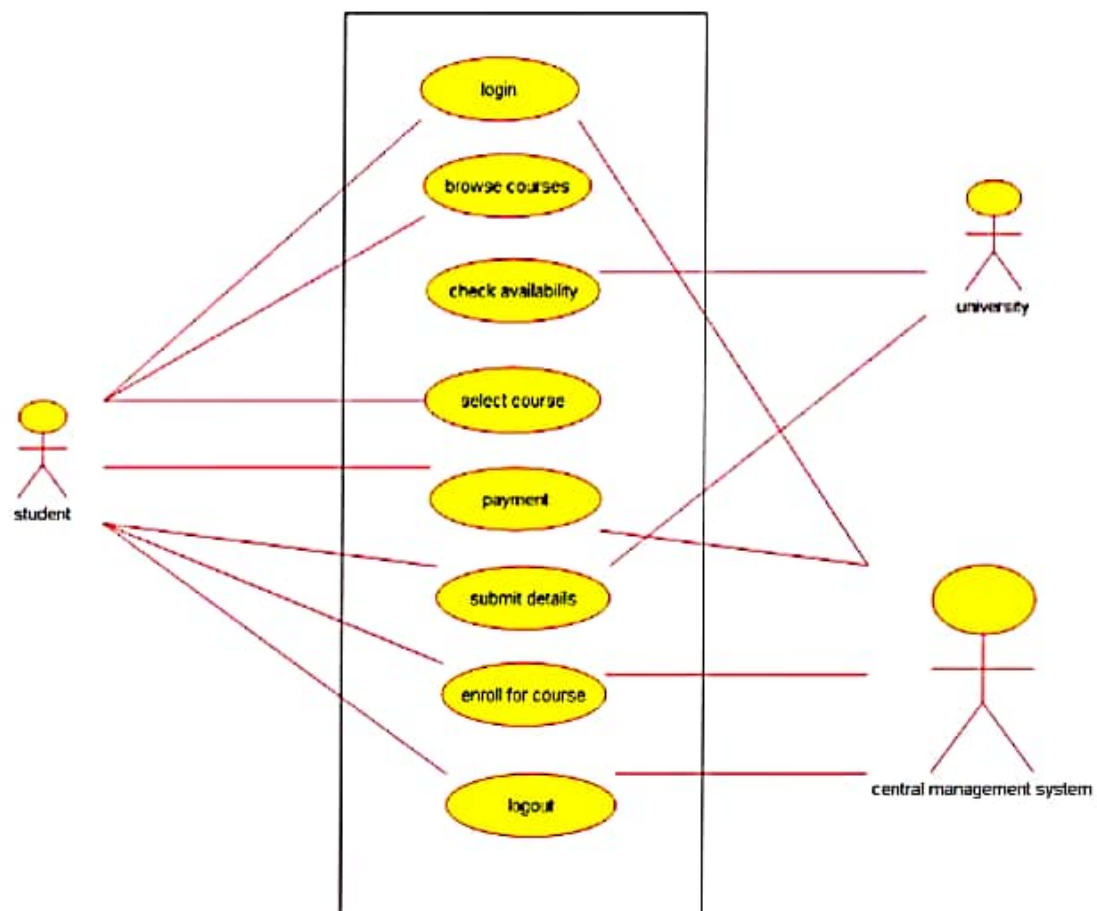 login
browse courses
check availability
university
select course
student
payment
submit details
enroll for course
central management system
logout